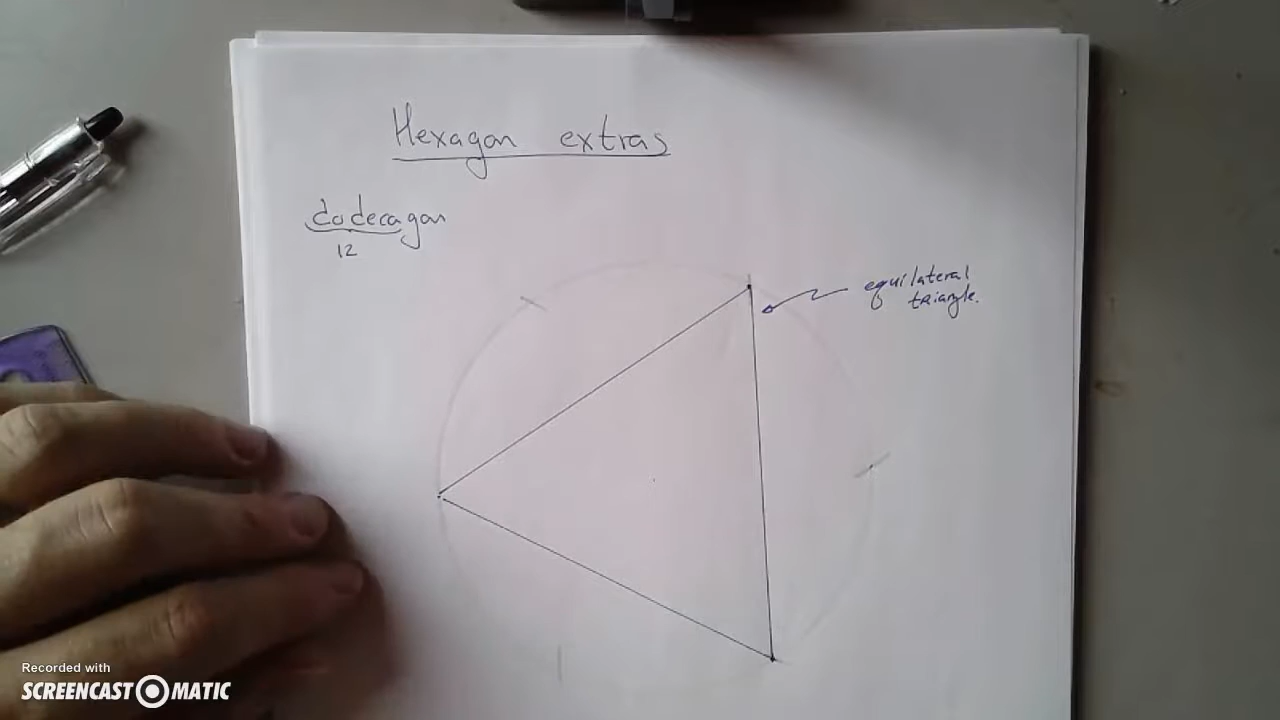 Hexagon extras
dodecagon
12
equilateral
triangle.
Recorded with
SCREENCAST-O-MATIC